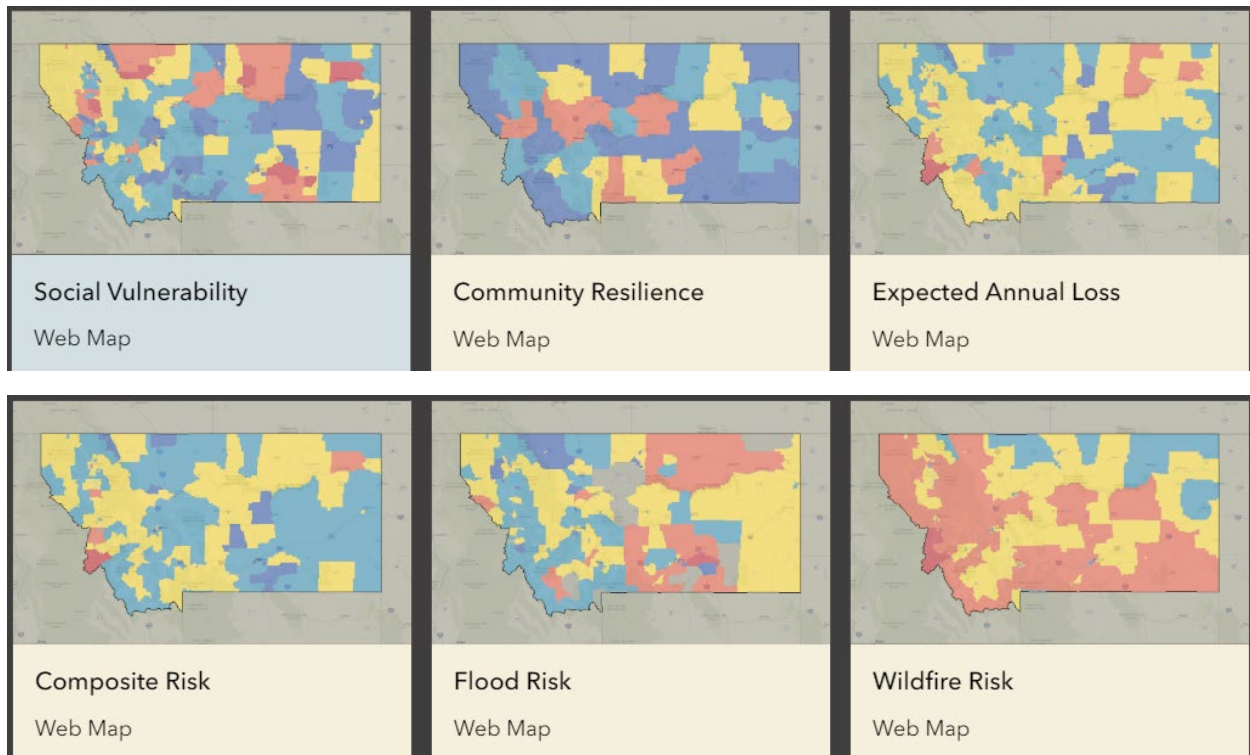 Social Vulnerability
Web Map
Community Resilience
Web Map
Expected Annual Loss
Web Map
Composite Risk
Web Map
Flood Risk
Web Map
Wildfire Risk
Web Map